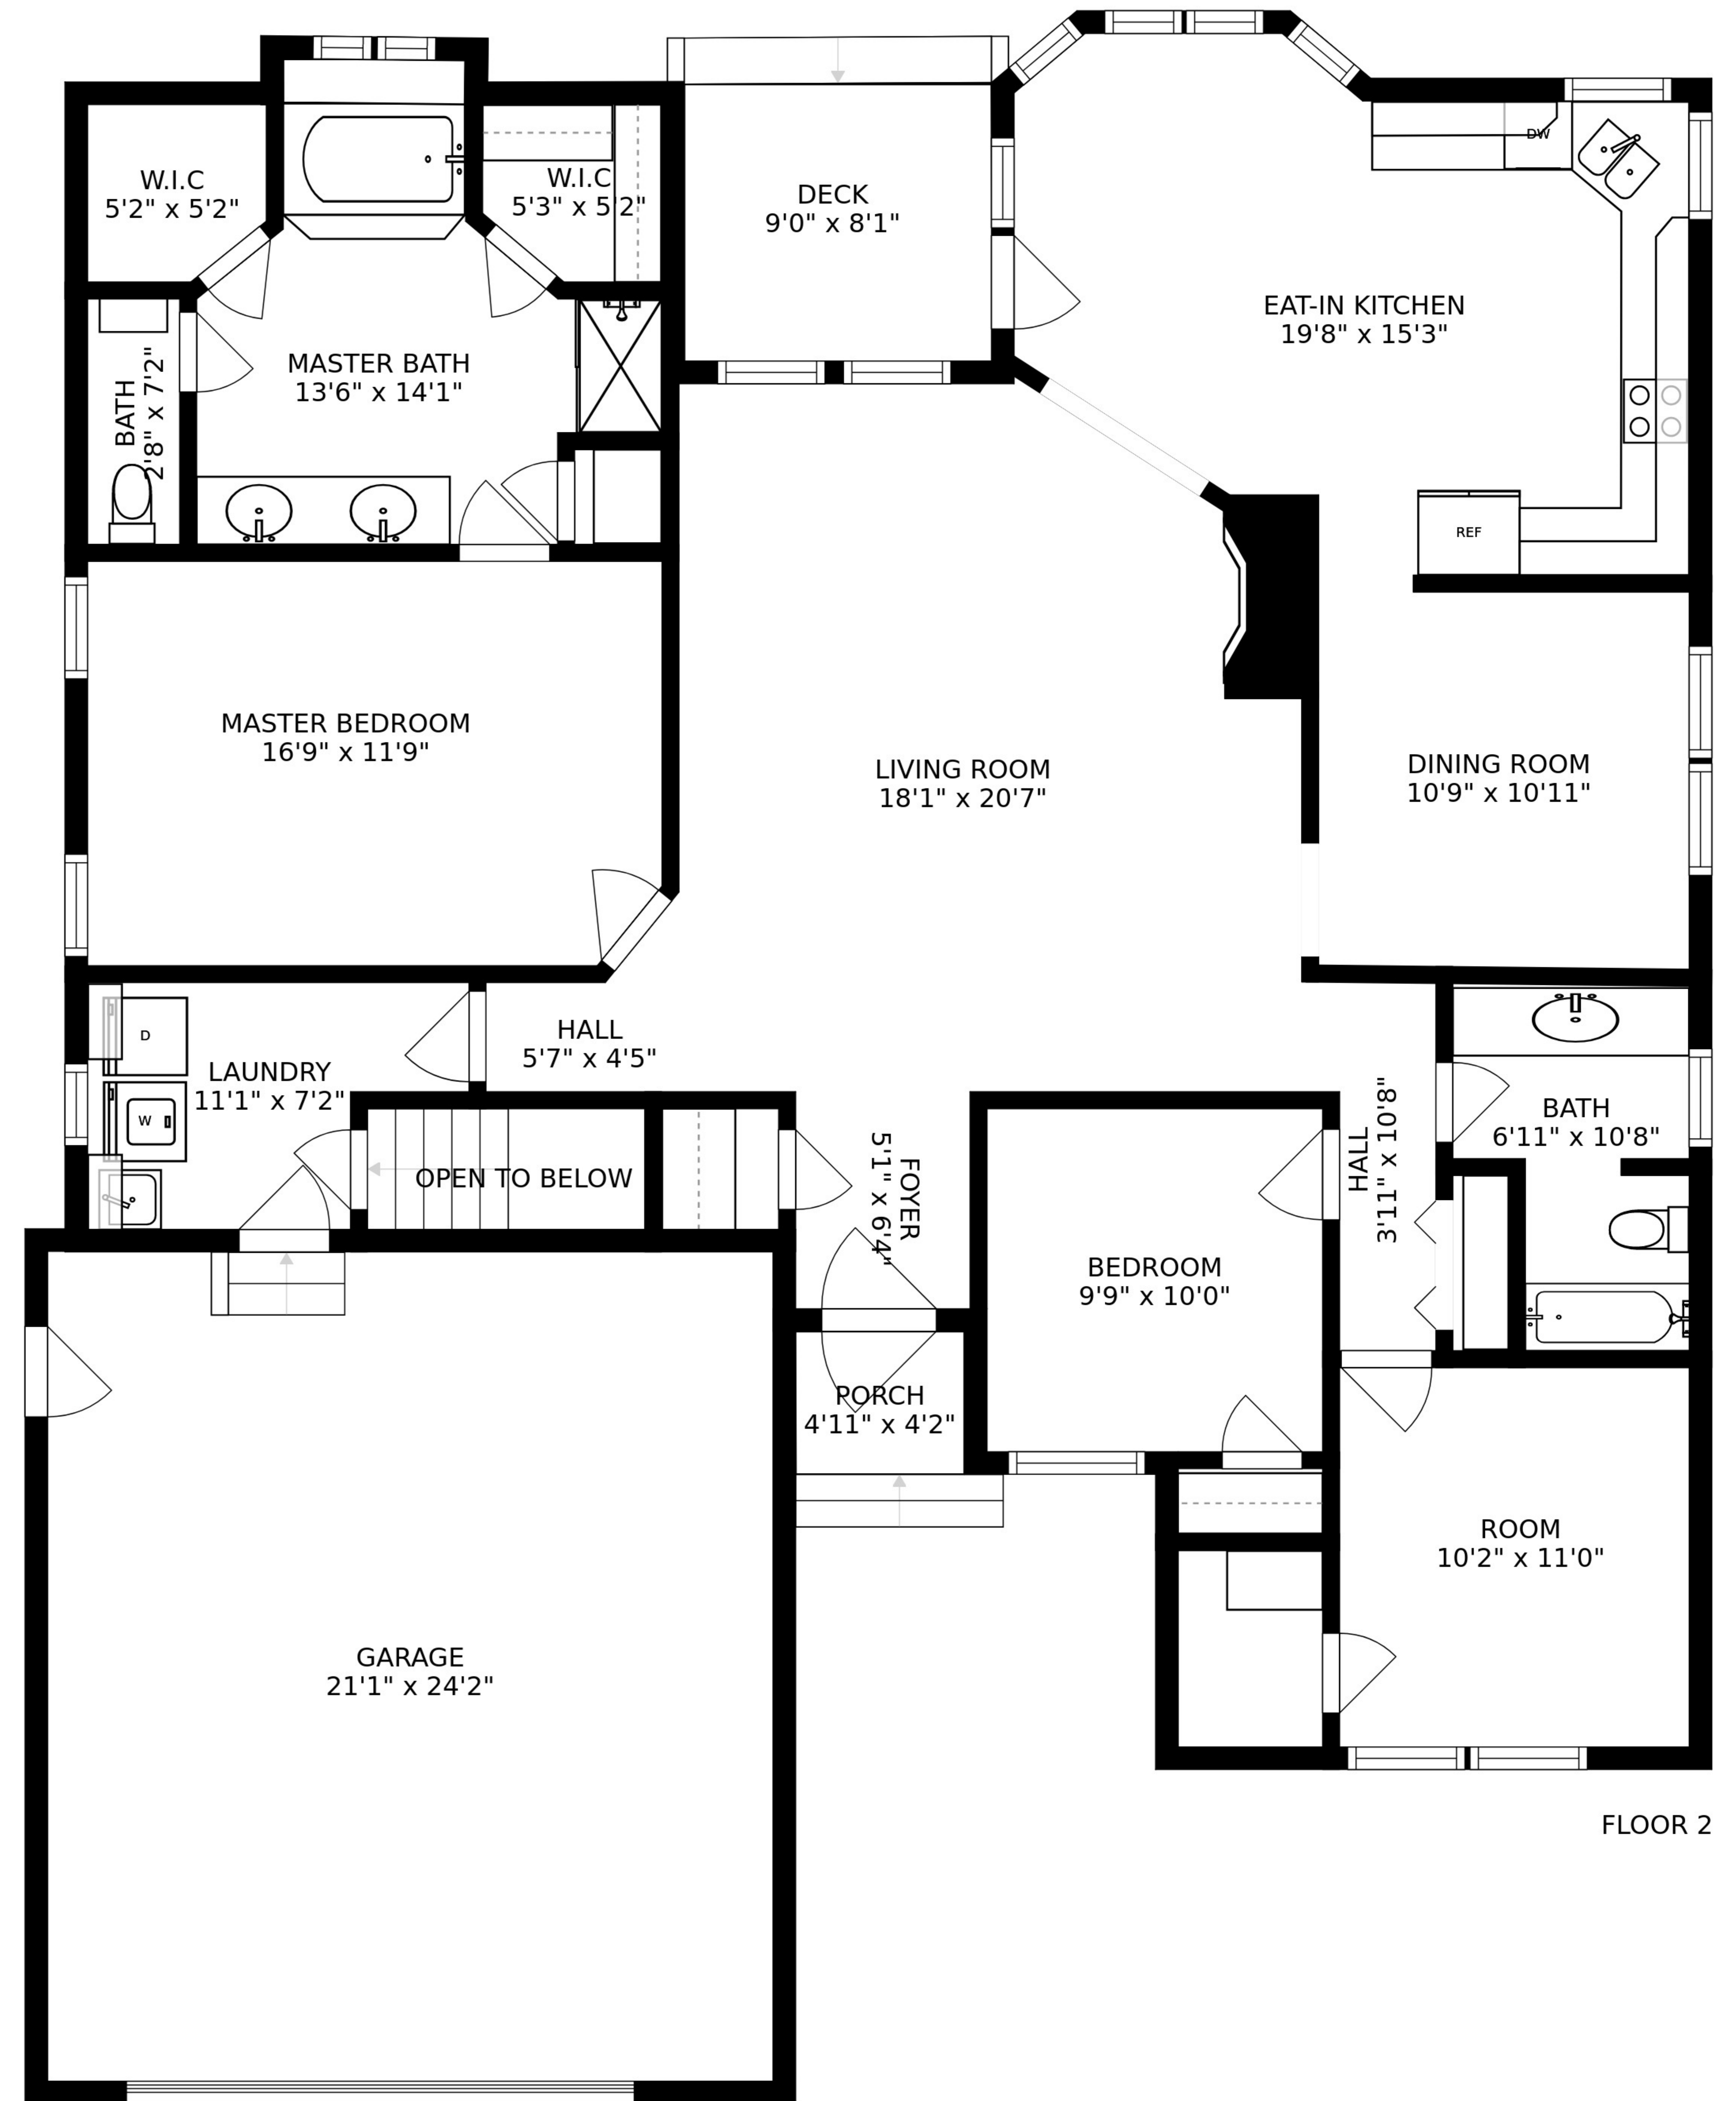 W.I.C
5'2" x 5'2"
W.I.C
5'3" x 5'2"
DECK
9'0" x 8'1"
DW
EAT-IN KITCHEN
19'8" x 15'3"
MASTER BATH
13'6" x 14'1"
BATH
2'8" x 7'2"
REF
MASTER BEDROOM
16'9" x 11'9"
LIVING ROOM
18'1" x 20'7"
DINING ROOM
10'9" x 10'11"
D
HALL
5'7" x 4'5"
LAUNDRY
11'1" x 7'2"
W
OPEN TO BELOW
FOYER
5'1" x 6'4"
HALL
3'11" x 10'8"
BATH
6'11" x 10'8"
BEDROOM
9'9" x 10'0"
PORCH
4'11" x 4'2"
ROOM
10'2" x 11'0"
GARAGE
21'1" x 24'2"
FLOOR 2